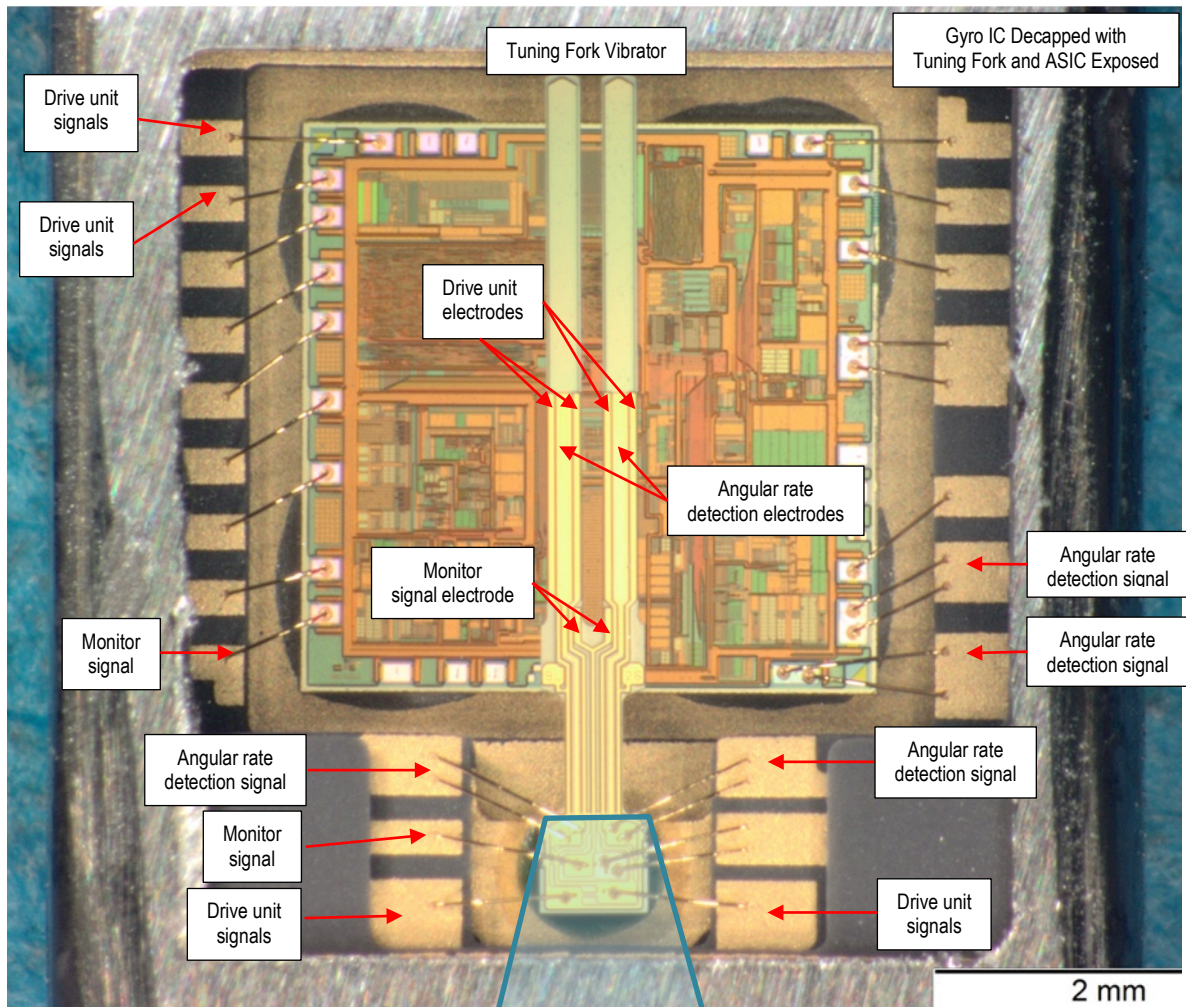 Tuning Fork Vibrator
Gyro IC Decapped with
Tuning Fork and ASIC Exposed
Drive unit
signals
Drive unit
signals
Drive unit
electrodes
Angular rate
detection electrodes
Monitor
signal electrode
Angular rate
detection signal
Monitor
signal
Angular rate
detection signal
Angular rate
detection signal
Angular rate
detection signal
Monitor
signal
Drive unit
signals
Drive unit
signals
2 mm